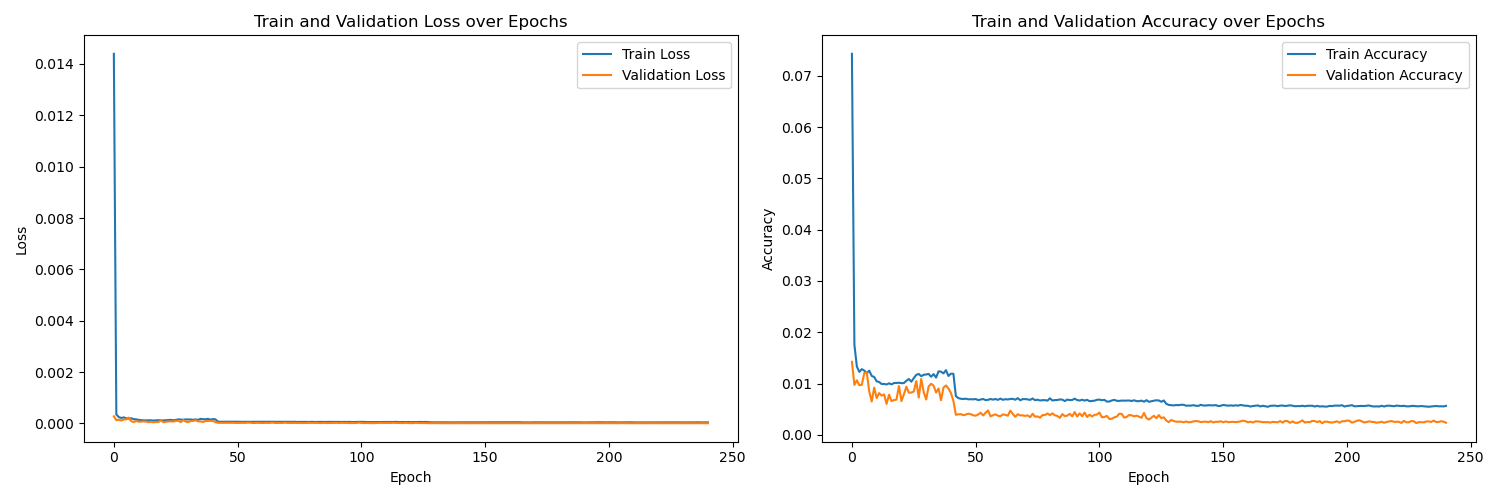 Train and Validation Loss over Epochs
Train Loss
Validation Loss
0.014
0.012
0.010
0.008
0.006
0.004
0.002
0.000
Loss
0 50 100 150 200 250
Epoch
Train and Validation Accuracy over Epochs
Train Accuracy
Validation Accuracy
0.07
0.06
0.05
0.04
0.03
0.02
0.01
0.00
Accuracy
0 50 100 150 200 250
Epoch